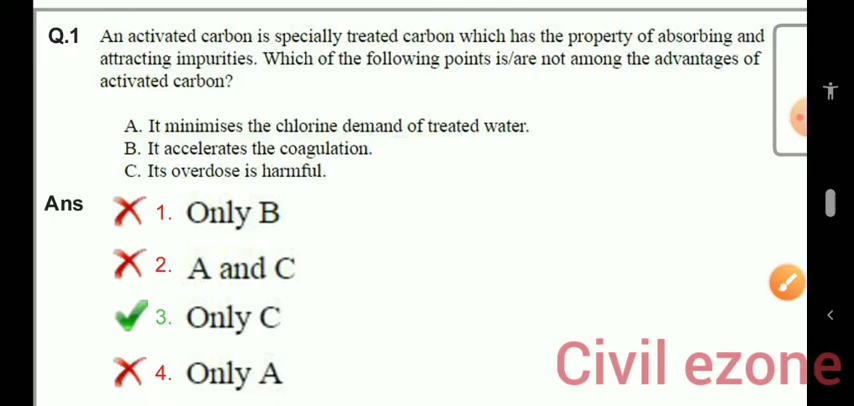 Q.1 An activated carbon is specially treated carbon which has the property of absorbing and
attracting impurities. Which of the following points is/are not among the advantages of
activated carbon?
A. It minimises the chlorine demand of treated water.
B. It accelerates the coagulation.
C. Its overdose is harmful.
Ans 1. Only B
2. A and C
3. Only C
4. Only A
Civil ezone